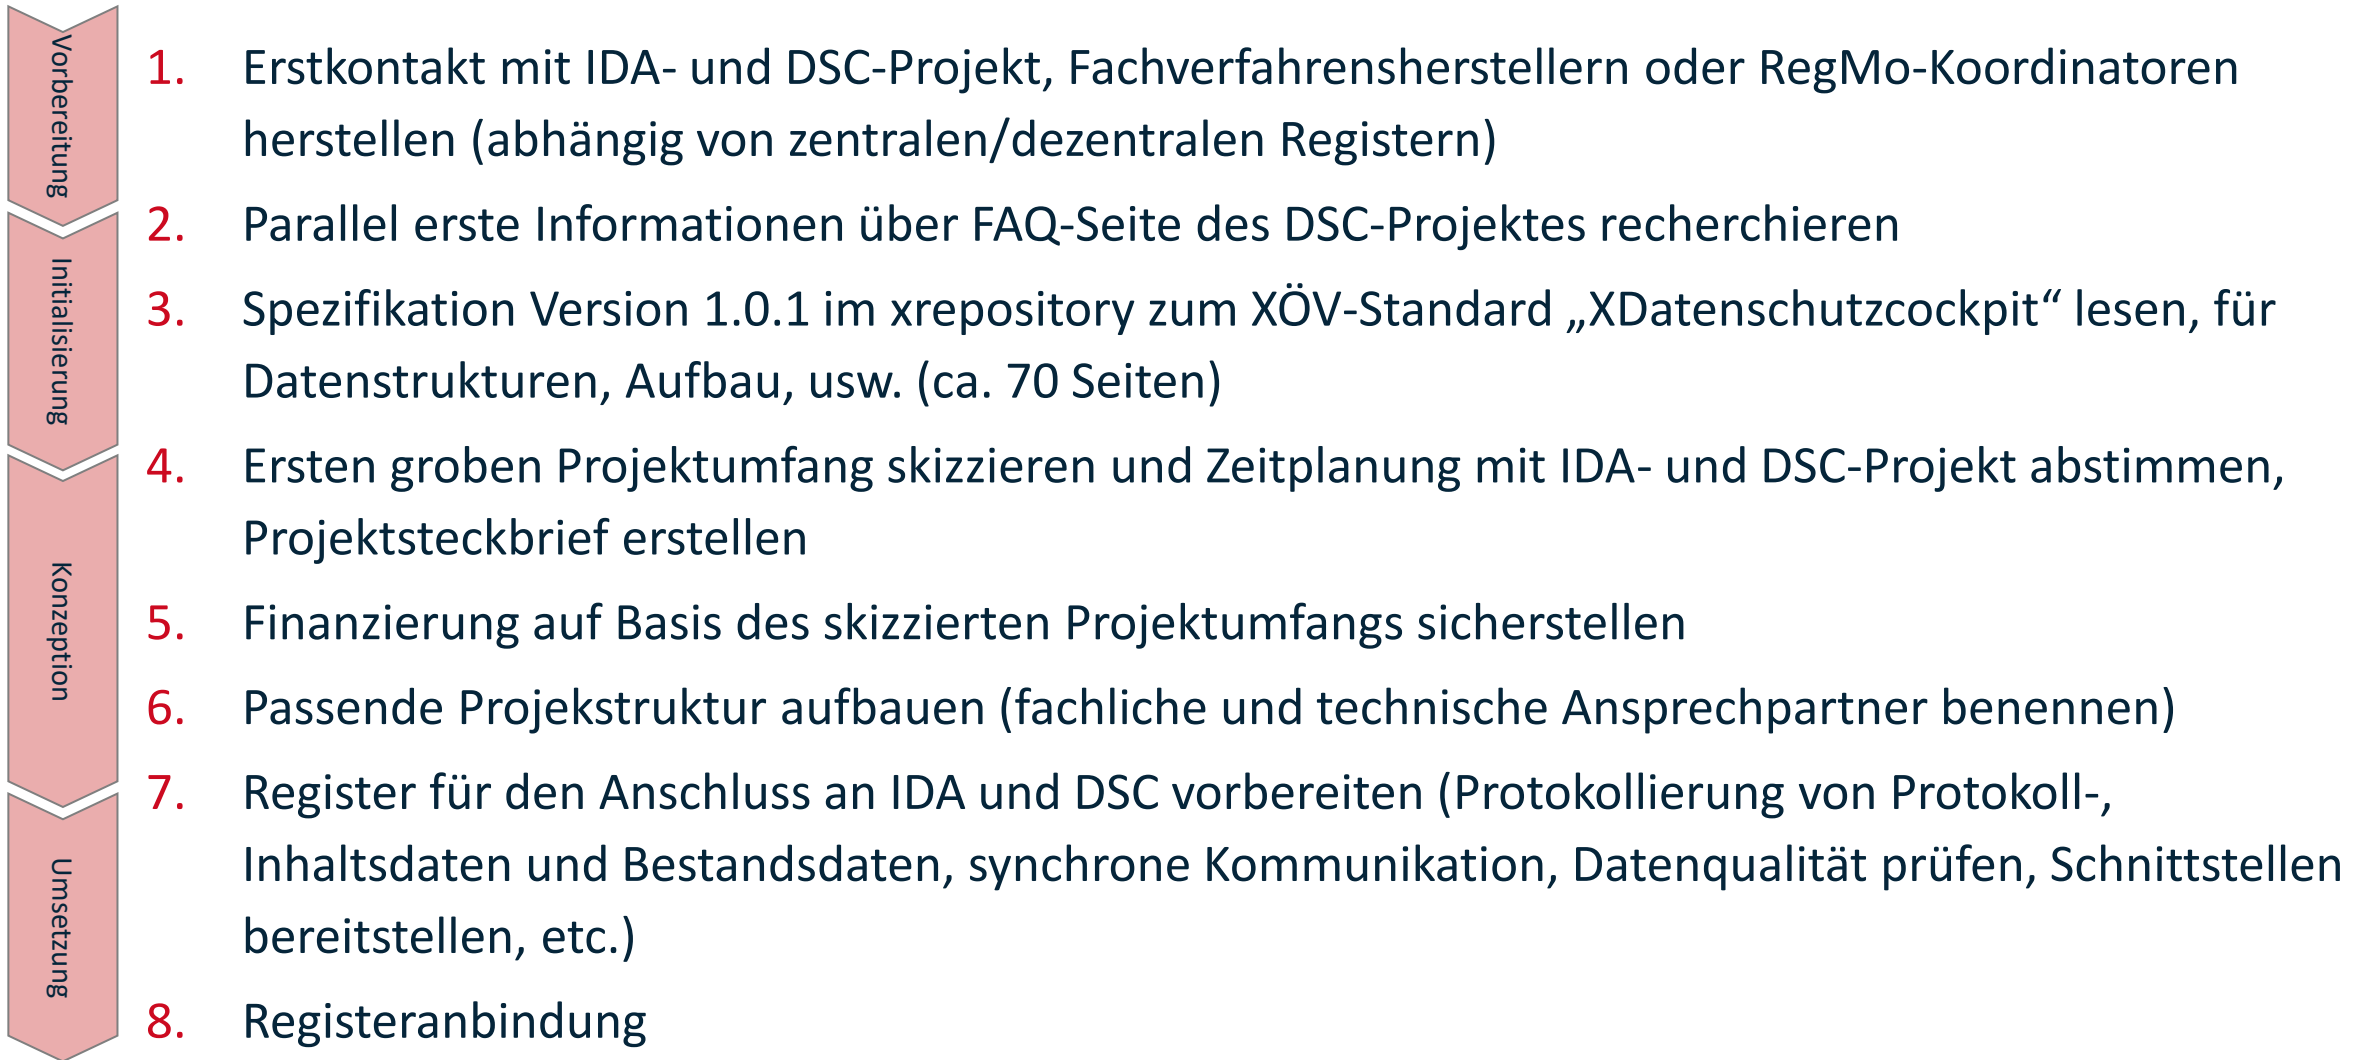 Vorbereitung
Initialisierung
Konzeption
Umsetzung
1. Erstkontakt mit IDA- und DSC-Projekt, Fachverfahrensherstellern oder RegMo-Koordinatoren
herstellen (abhängig von zentralen/dezentralen Registern)
2. Parallel erste Informationen über FAQ-Seite des DSC-Projektes recherchieren
3. Spezifikation Version 1.0.1 im xrepository zum XÖV-Standard „XDatenschutzcockpit“ lesen, für
Datenstrukturen, Aufbau, usw. (ca. 70 Seiten)
4. Ersten groben Projektumfang skizzieren und Zeitplanung mit IDA- und DSC-Projekt abstimmen,
Projektsteckbrief erstellen
5. Finanzierung auf Basis des skizzierten Projektumfangs sicherstellen
6. Passende Projekstruktur aufbauen (fachliche und technische Ansprechpartner benennen)
7. Register für den Anschluss an IDA und DSC vorbereiten (Protokollierung von Protokoll-,
Inhaltsdaten und Bestandsdaten, synchrone Kommunikation, Datenqualität prüfen, Schnittstellen
bereitstellen, etc.)
8. Registeranbindung